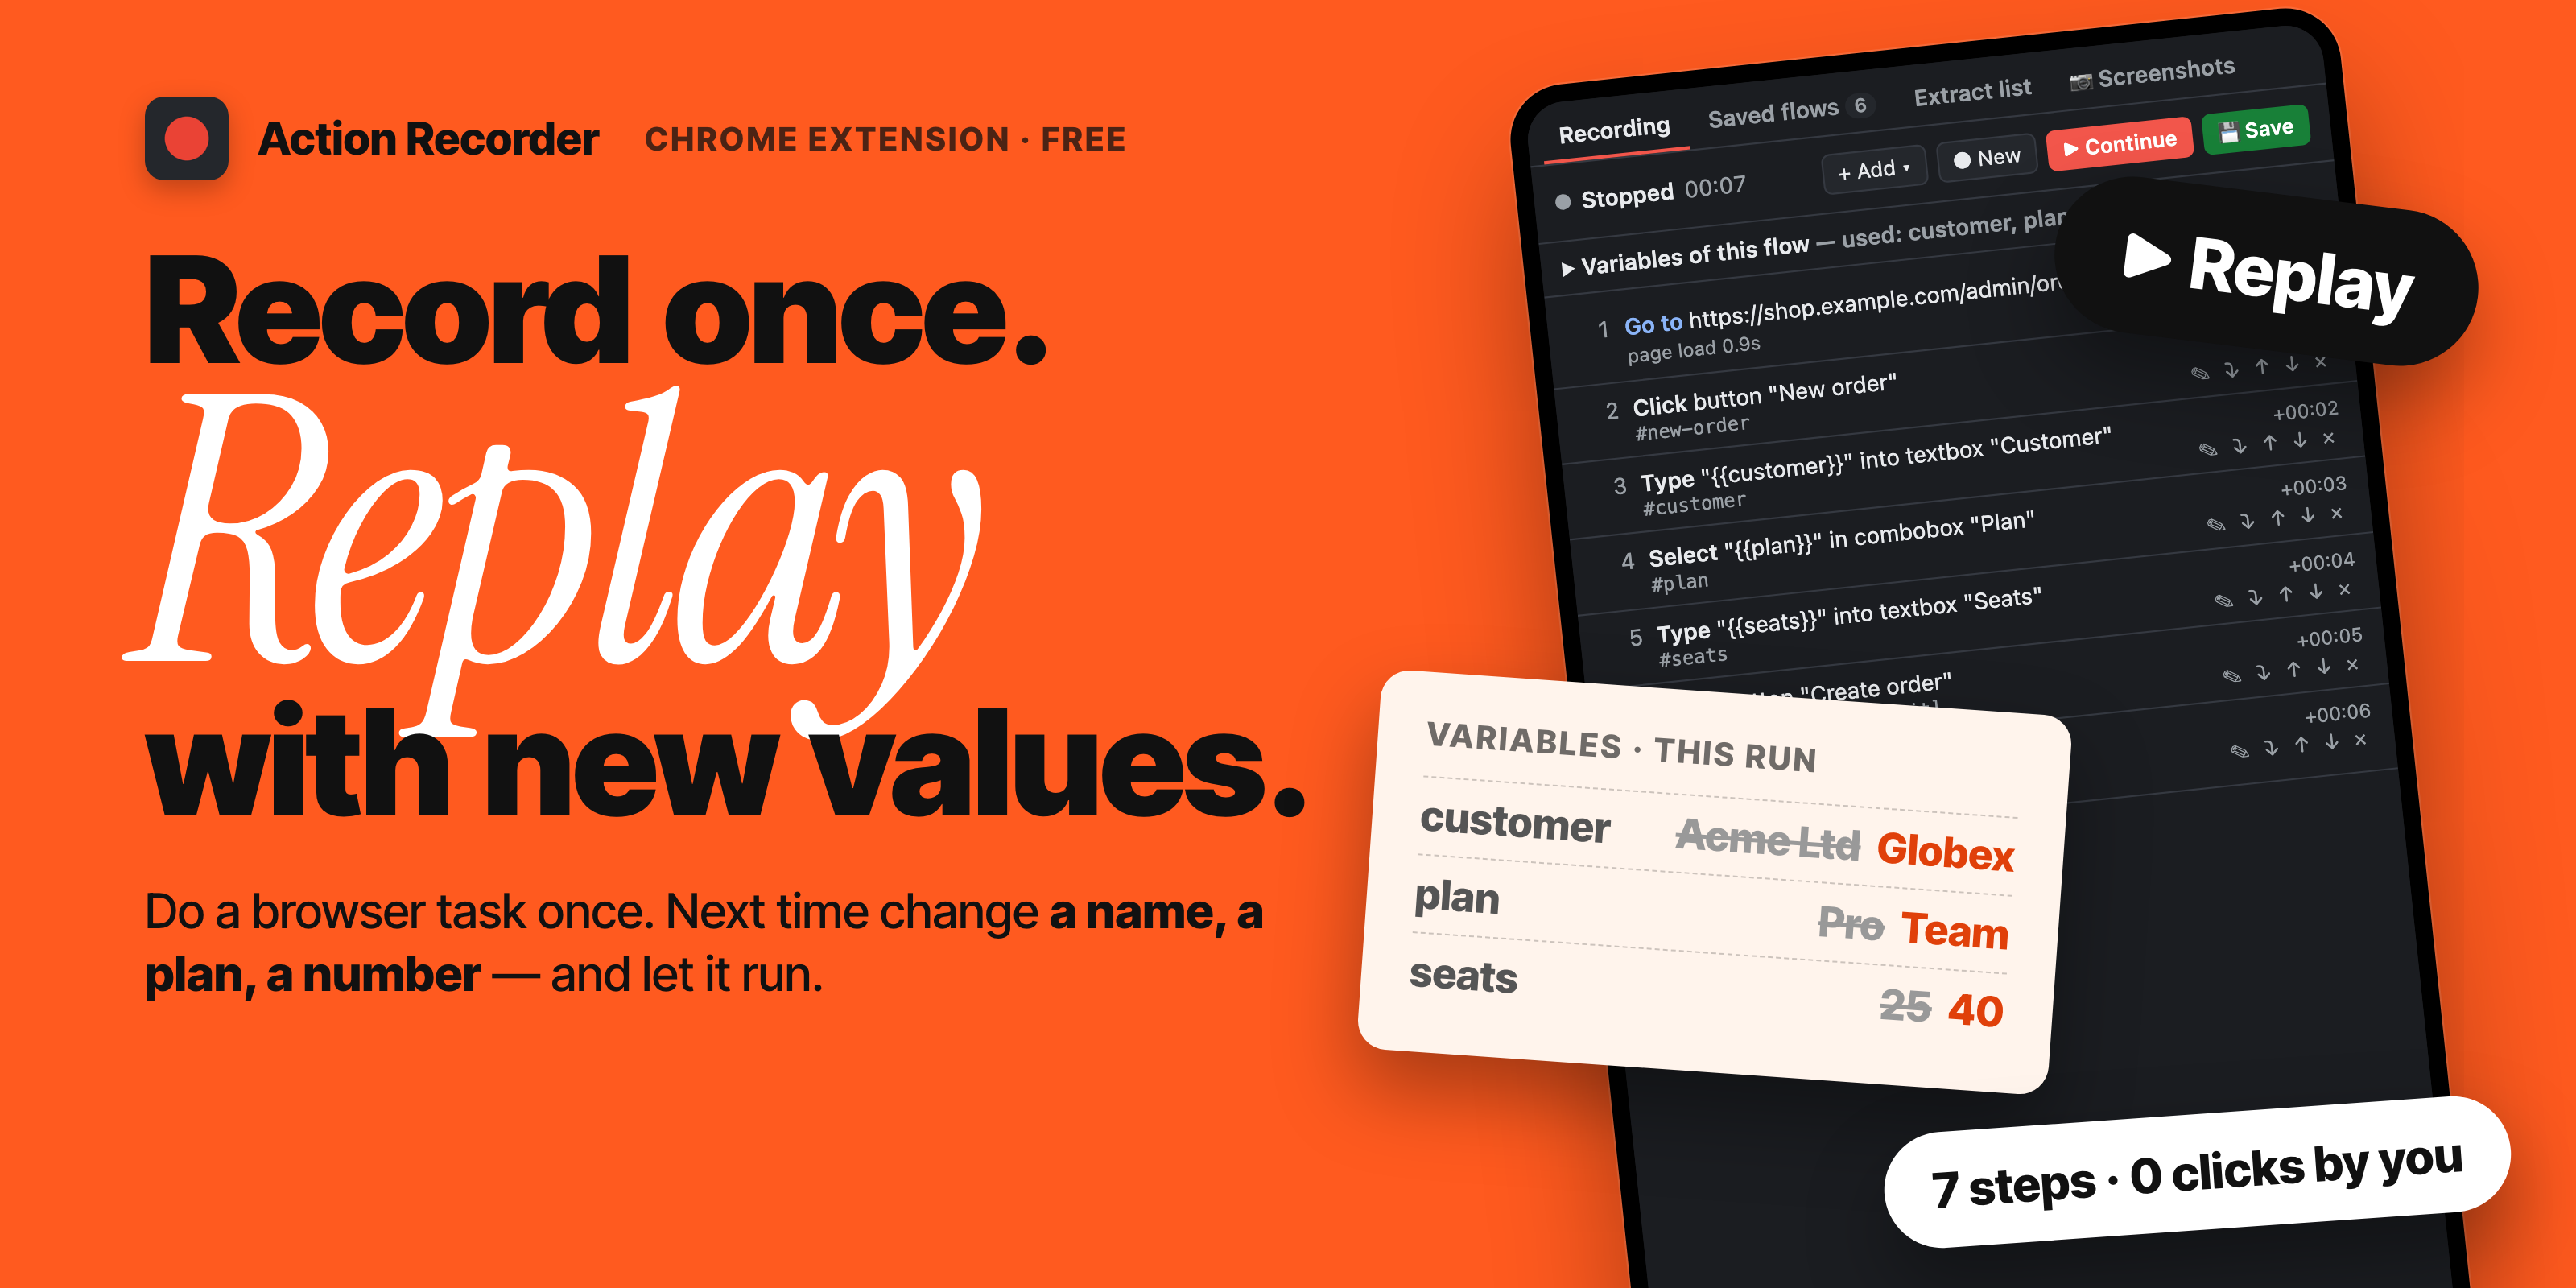 Action Recorder CHROME EXTENSION · FREE
Record once.
Replay
with new values.
Do a browser task once. Next time change a name, a
plan, a number — and let it run.
Recording Saved flows 6 Extract list 📷 Screenshots
Stopped 00:07 + Add ▾ New ▶ Continue 💾 Save
▶ Variables of this flow — used: customer, plan
▶ Replay
1 Go to https://shop.example.com/admin/
page load 0.9s
2 Click button "New order"
#new-order
+00:02
3 Type "{{customer}}" into textbox "Customer"
#customer
+00:03
4 Select "{{plan}}" in combobox "Plan"
#plan
+00:04
5 Type "{{seats}}" into textbox "Seats"
#seats
+00:05
"Create order"
+00:06
VARIABLES · THIS RUN
customer Acme Ltd Globex
plan Pro Team
seats 25 40
7 steps · 0 clicks by you